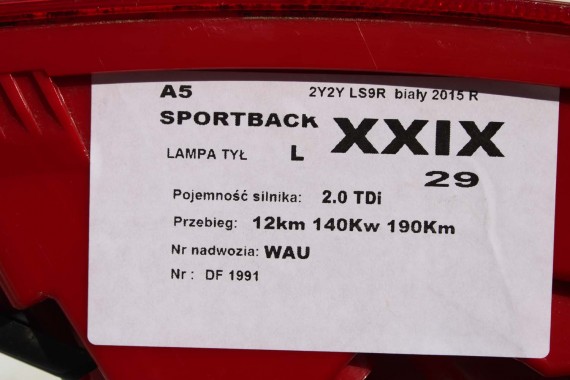 A5 2Y2Y LS9R biały 2015 R
SPORTBACK XXIX
LAMPA TYŁ L
29
Pojemność silnika: 2.0 TDi
Przebieg: 12km 140Kw 190Km
Nr nadwozia: WAU
Nr : DF 1991